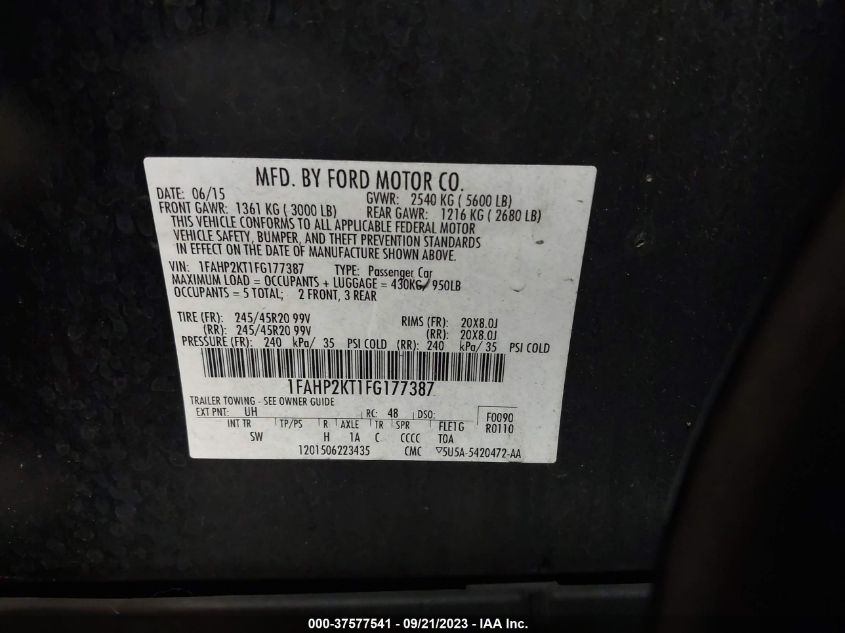 MFD. BY FORD MOTOR CO.
DATE: 06/15 GVWR: 2540 KG ( 5600 LB)
FRONT GAWR: 1361 KG ( 3000 LB) REAR GAWR: 1216 KG ( 2680 LB)
THIS VEHICLE CONFORMS TO ALL APPLICABLE FEDERAL MOTOR
VEHICLE SAFETY, BUMPER, AND THEFT PREVENTION STANDARDS
IN EFFECT ON THE DATE OF MANUFACTURE SHOWN ABOVE.
VIN: 1FAHP2KT1FG177387 TYPE: Passenger Car
MAXIMUM LOAD = OCCUPANTS + LUGGAGE = 430KG/ 950LB
OCCUPANTS = 5 TOTAL; 2 FRONT, 3 REAR
TIRE (FR): 245/45R20 99V RIMS (FR): 20X8.0J
(RR): 245/45R20 99V (RR): 20X8.0J
PRESSURE (FR): 240 kPa/ 35 PSI COLD (RR): 240 kPa/ 35 PSI COLD
1FAHP2KT1FG177387
TRAILER TOWING - SEE OWNER GUIDE
EXT PNT: UH RC: 48 DSO: F0090
INT TR TP/PS R AXLE TR SPR FLE1G R0110
SW H 1A C CCCC TOA
1201506223435 CMC ▽5U5A-5420472-AA
000-37577541 - 09/21/2023 - IAA Inc.